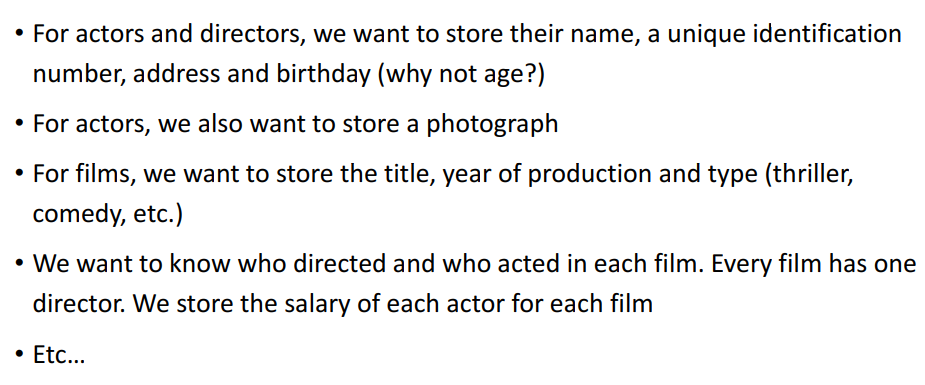 • For actors and directors, we want to store their name, a unique identification
number, address and birthday (why not age?)
• For actors, we also want to store a photograph
• For films, we want to store the title, year of production and type (thriller,
comedy, etc.)
• We want to know who directed and who acted in each film. Every film has one
director. We store the salary of each actor for each film
• Etc...